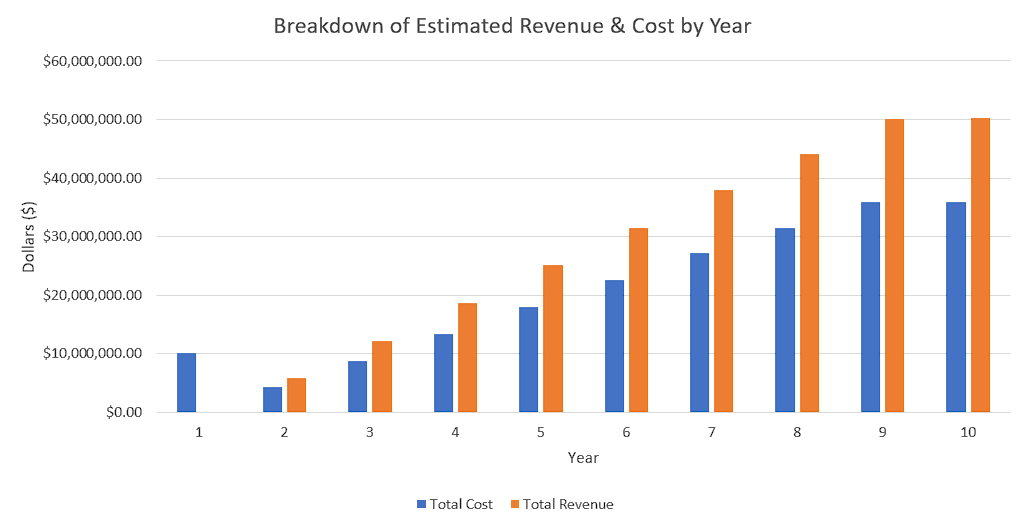 Breakdown of Estimated Revenue & Cost by Year
$60,000,000.00
$50,000,000.00
$40,000,000.00
$30,000,000.00
$20,000,000.00
$10,000,000.00
$0.00
Dollars ($)
1 2 3 4 5 6 7 8 9 10
Year
Total Cost Total Revenue